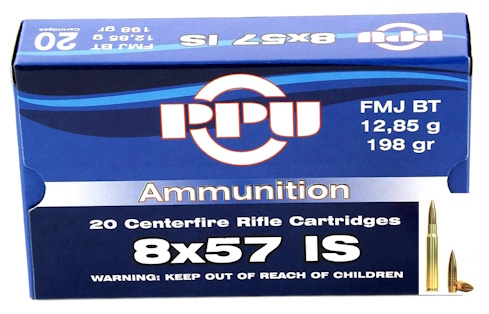 20
Cartridges
FMJ BT
12,85 g
198 gr
8x57 IS
PPU
PPU
FMJ BT
12,85 g
198 gr
Ammunition
20 Centerfire Rifle Cartridges
8x57 IS
WARNING: KEEP OUT OF REACH OF CHILDREN